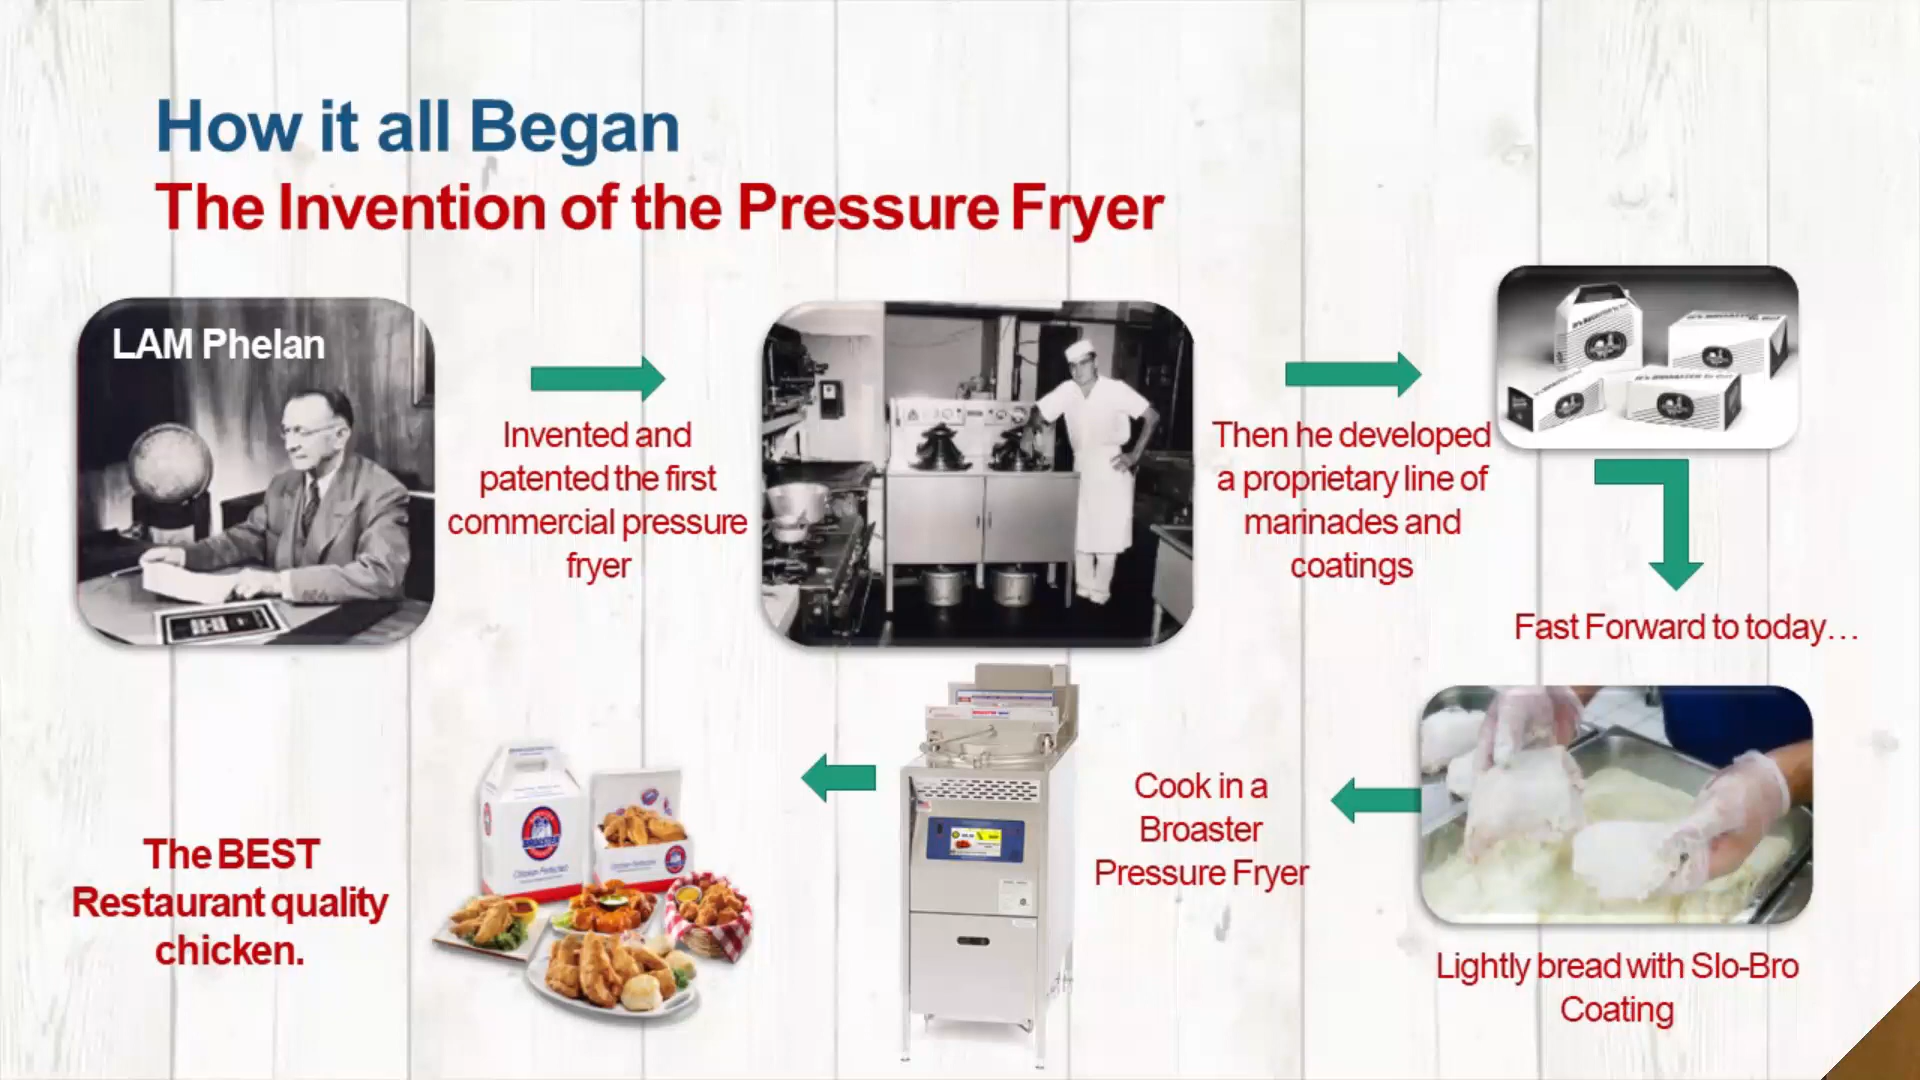 How it all Began
The Invention of the Pressure Fryer
LAM Phelan
Invented and
patented the first
commercial pressure
fryer
Then he developed
a proprietary line of
marinades and
coatings
Fast Forward to today…
Lightly bread with Slo-Bro
Coating
Cook in a
Broaster
Pressure Fryer
BROASTER
The BEST
Restaurant quality
chicken.